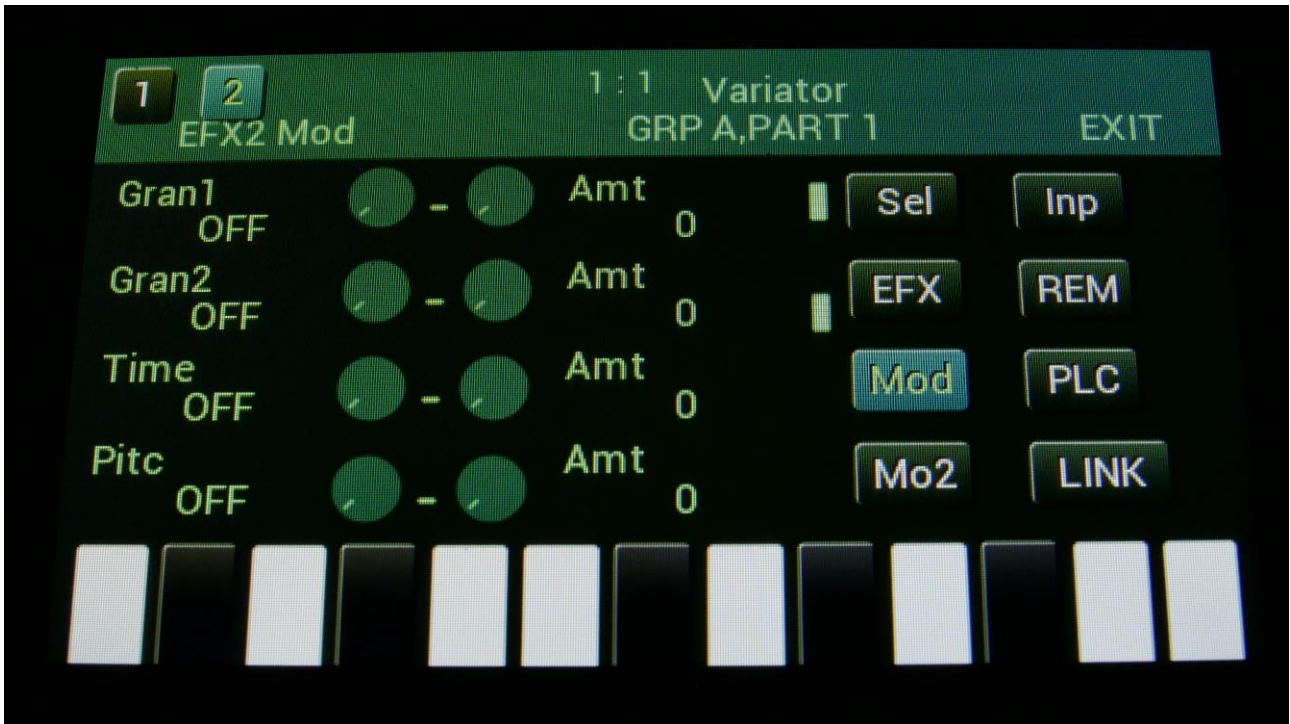 1 2 1 : 1 Variator
EFX2 Mod GRP A,PART 1 EXIT
Gran1 - Amt Sel Inp
OFF 0
Gran2 - Amt EFX REM
OFF 0
Time - Amt Mod PLC
OFF 0
Pitc - Amt Mo2 LINK
OFF 0